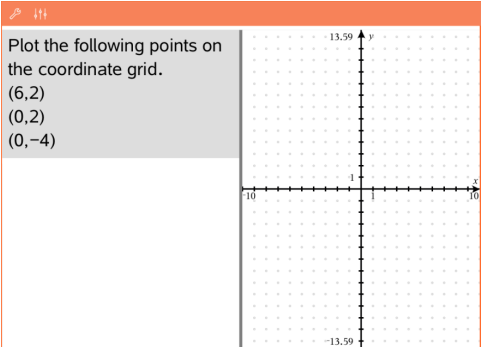 Plot the following points on
the coordinate grid.
(6,2)
(0,2)
(0,−4)
13.59
y
1
x
-10
1
10
-13.59